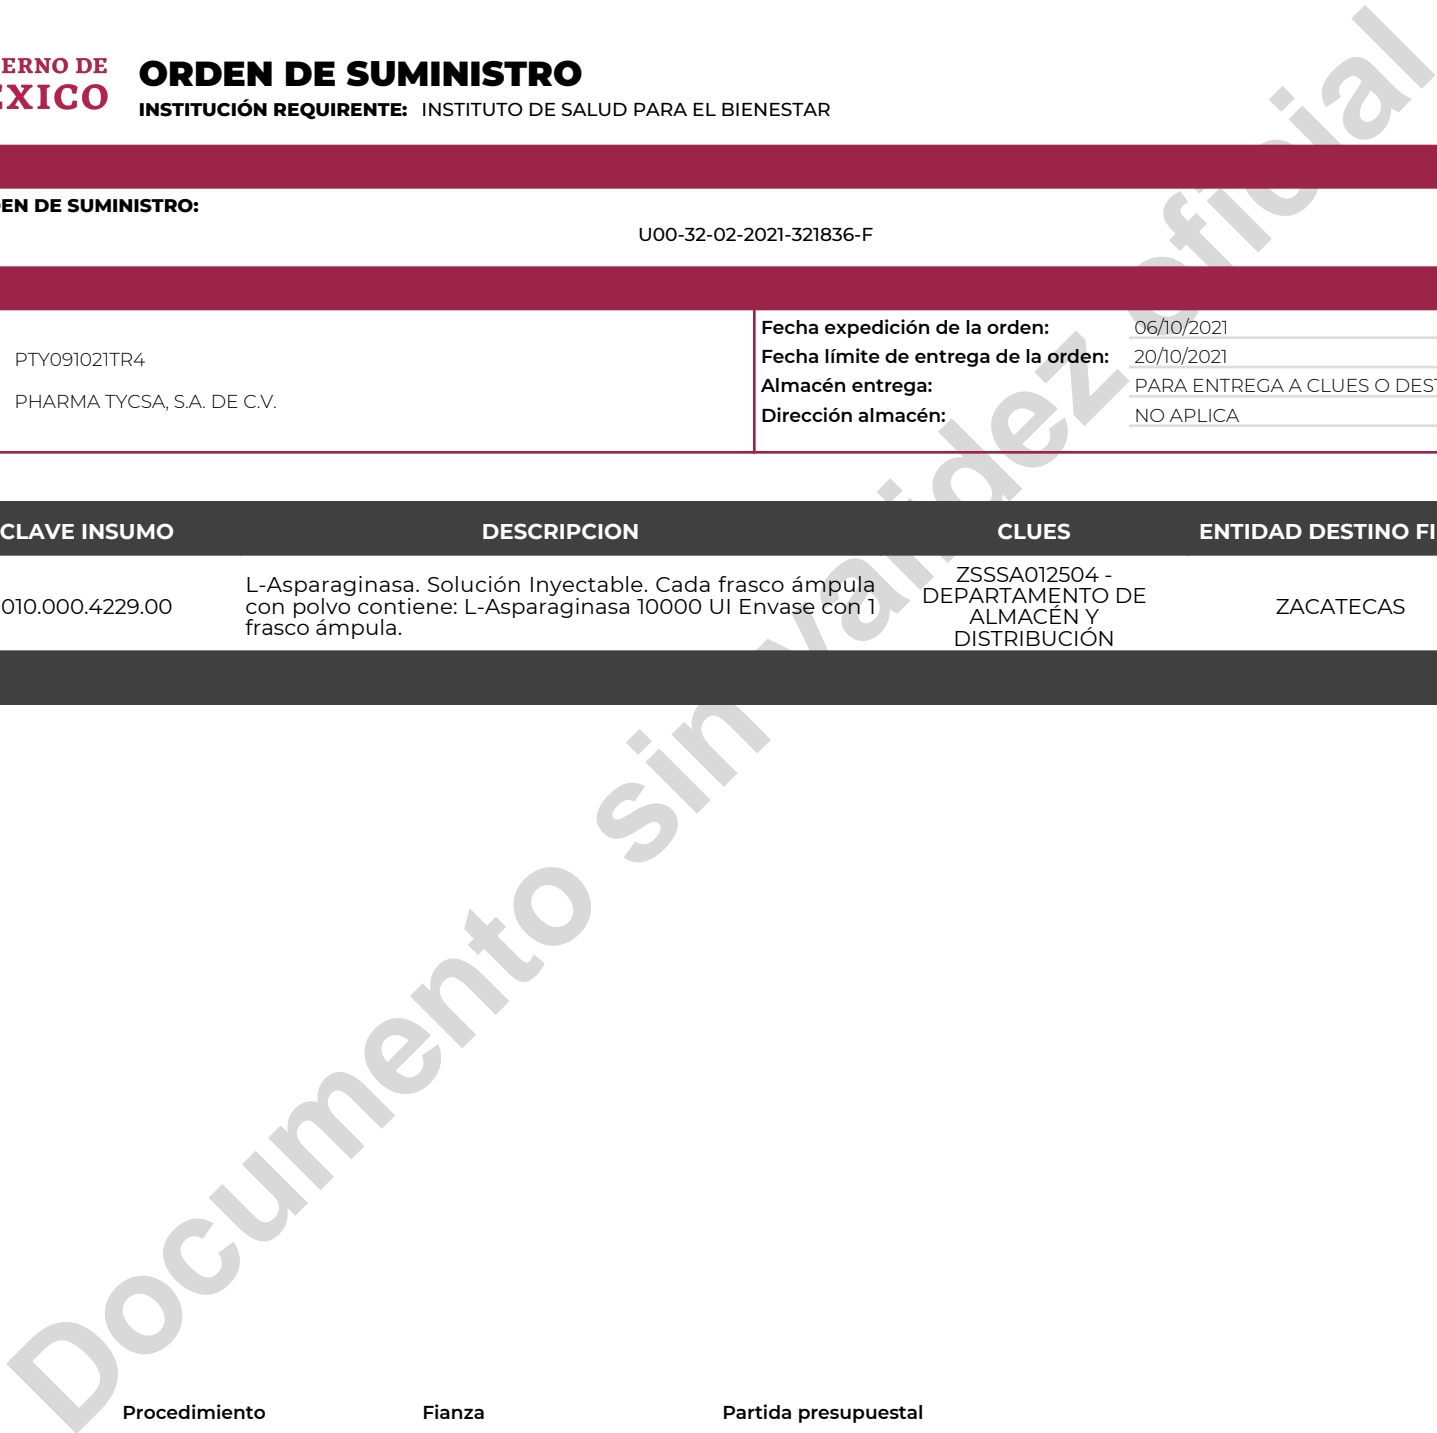 ERNO DE
EXICO
ORDEN DE SUMINISTRO
INSTITUCIÓN REQUIRENTE: INSTITUTO DE SALUD PARA EL BIENESTAR
EN DE SUMINISTRO:
U00-32-02-2021-321836-F
PTY091021TR4
PHARMA TYCSA, S.A. DE C.V.
Fecha expedición de la orden: 06/10/2021
Fecha límite de entrega de la orden: 20/10/2021
Almacén entrega: PARA ENTREGA A CLUES O DEST
Dirección almacén: NO APLICA
CLAVE INSUMO DESCRIPCION CLUES ENTIDAD DESTINO FI
010.000.4229.00
L-Asparaginasa. Solución Inyectable. Cada frasco ámpula
con polvo contiene: L-Asparaginasa 10000 UI Envase con 1
frasco ámpula.
ZSSSA012504 -
DEPARTAMENTO DE
ALMACÉN Y
DISTRIBUCIÓN
ZACATECAS
Documento sin validez oficial
Procedimiento Fianza Partida presupuestal